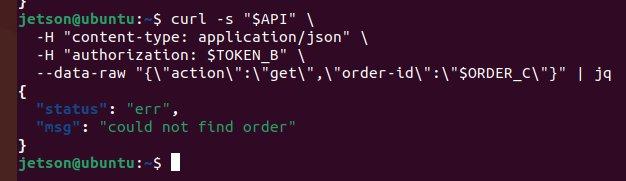 }
jetson@ubuntu:~$ curl -s "$API" \
  -H "content-type: application/json" \
  -H "authorization: $TOKEN_B" \
  --data-raw "{\"action\":\"get\",\"order-id\":\"$ORDER_C\"}" | jq
{
  "status": "err",
  "msg": "could not find order"
}
jetson@ubuntu:~$